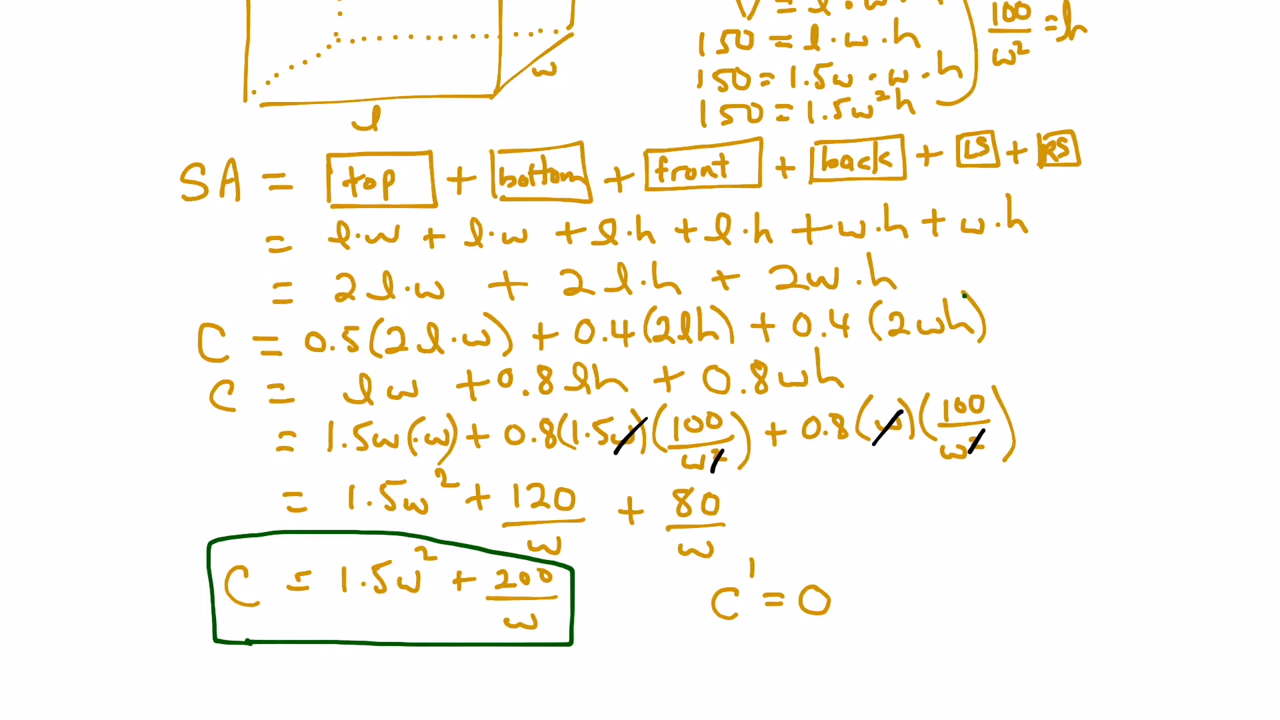 V = l · w · h
150 = l · w · h
150 = 1.5w · w · h
150 = 1.5w²h
100/w² = h
w
l
SA = top + bottom + front + back + LS + RS
= l·w + l·w + l·h + l·h + w·h + w·h
= 2l·w + 2l·h + 2w·h
C = 0.5(2l·w) + 0.4(2lh) + 0.4(2wh)
C = lw + 0.8lh + 0.8wh
= 1.5w(·w) + 0.8(1.5w)(100/w²) + 0.8(w)(100/w²)
= 1.5w² + 120/w + 80/w
C = 1.5w² + 200/w
C' = 0